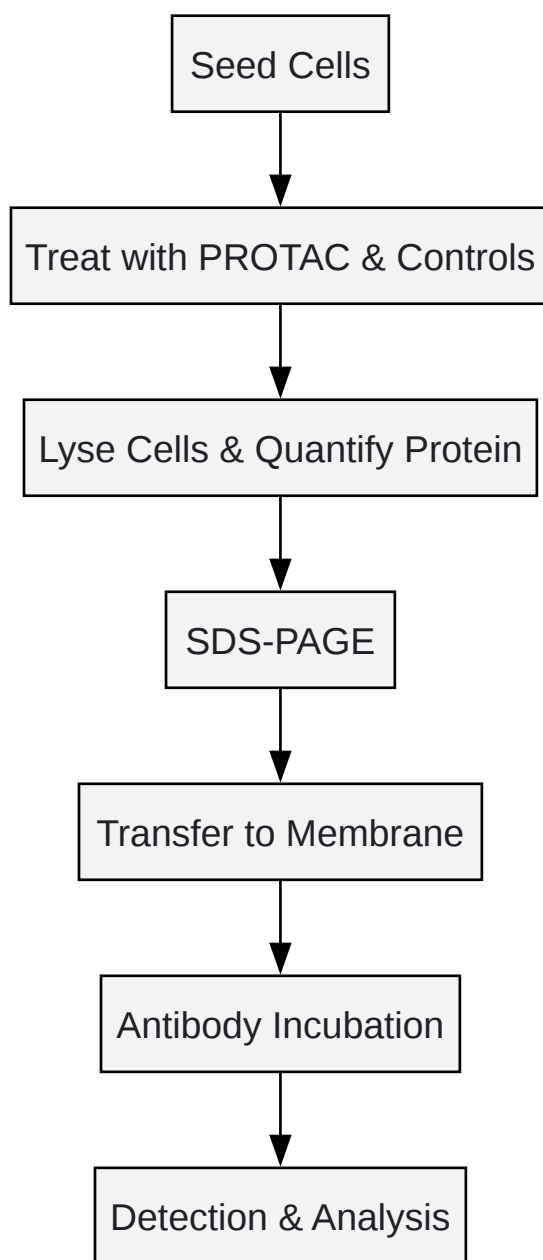 Seed Cells
Treat with PROTAC & Controls
Lyse Cells & Quantify Protein
SDS-PAGE
Transfer to Membrane
Antibody Incubation
Detection & Analysis